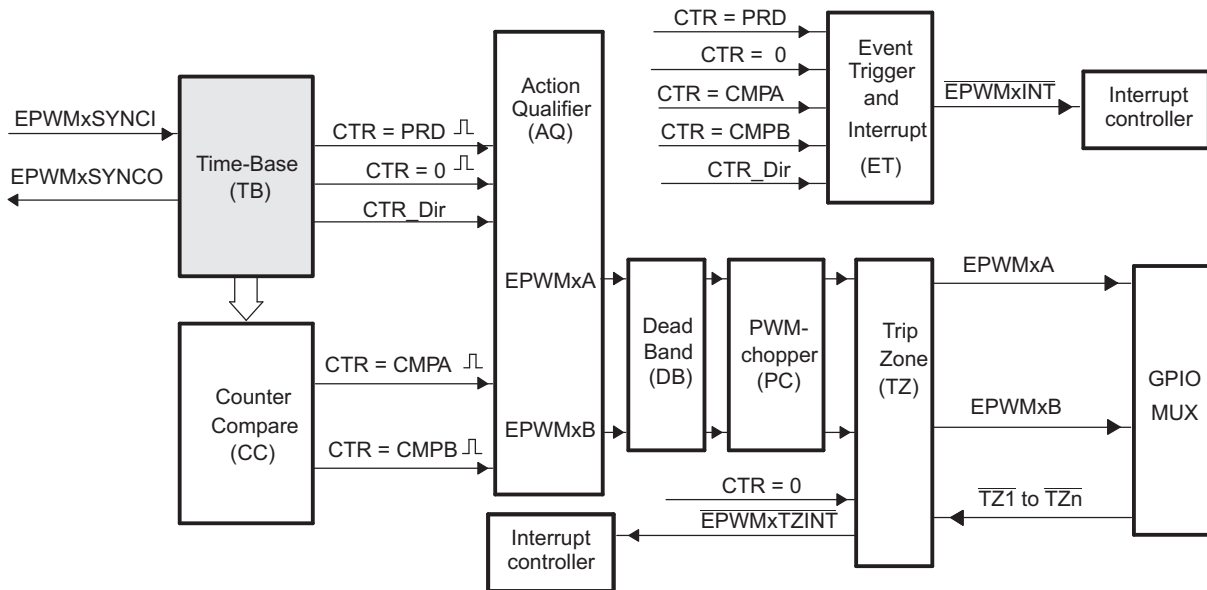 EPWMxSYNCI
EPWMxSYNCO
Time-Base
(TB)
CTR = PRD
CTR = 0
CTR_Dir
Counter
Compare
(CC)
CTR = CMPA
CTR = CMPB
Action
Qualifier
(AQ)
EPWMxA
EPWMxB
CTR = PRD
CTR = 0
CTR = CMPA
CTR = CMPB
CTR_Dir
Event
Trigger
and
Interrupt
(ET)
EPWMxINT
Interrupt
controller
Dead
Band
(DB)
PWM-
chopper
(PC)
Trip
Zone
(TZ)
CTR = 0
EPWMxTZINT
Interrupt
controller
EPWMxA
EPWMxB
TZ1 to TZn
GPIO
MUX